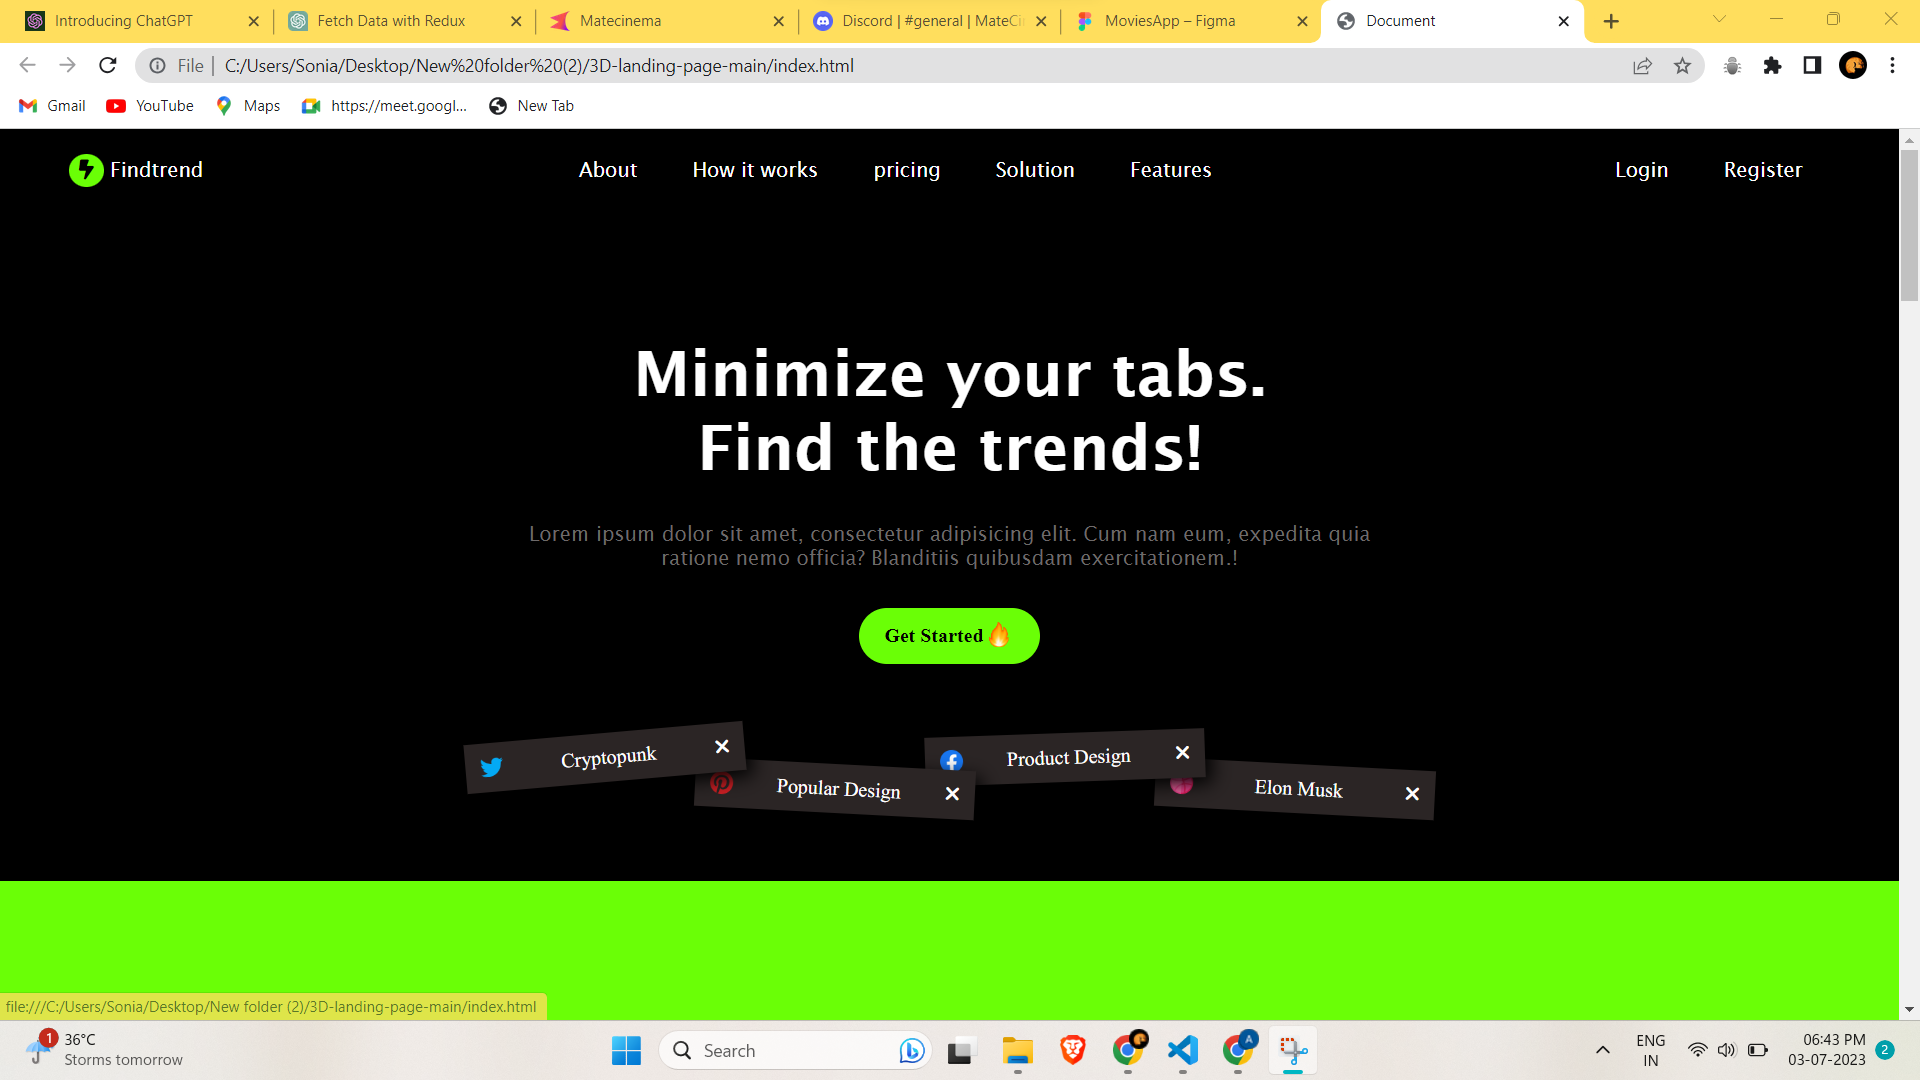 Introducing ChatGPT
Fetch Data with Redux
Matecinema
Discord | #general | MateCi
MoviesApp – Figma
Document
File | C:/Users/Sonia/Desktop/New%20folder%20(2)/3D-landing-page-main/index.html
Gmail
YouTube
Maps
https://meet.googl...
New Tab
Findtrend
About
How it works
pricing
Solution
Features
Login
Register
Minimize your tabs.
Find the trends!
Lorem ipsum dolor sit amet, consectetur adipisicing elit. Cum nam eum, expedita quia
ratione nemo officia? Blanditiis quibusdam exercitationem.!
Get Started
Cryptopunk
Popular Design
Product Design
Elon Musk
file:///C:/Users/Sonia/Desktop/New folder (2)/3D-landing-page-main/index.html
1
36°C
Storms tomorrow
Search
A
ENG
IN
06:43 PM
03-07-2023
2